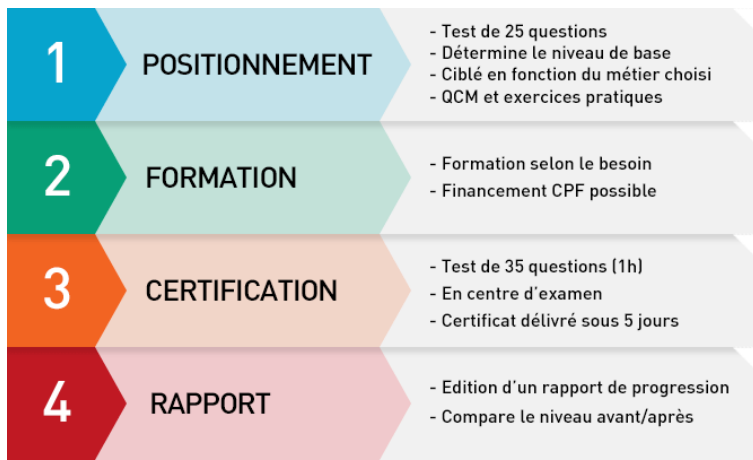 1
POSITIONNEMENT
- Test de 25 questions
- Détermine le niveau de base
- Ciblé en fonction du métier choisi
- QCM et exercices pratiques
2
FORMATION
- Formation selon le besoin
- Financement CPF possible
3
CERTIFICATION
- Test de 35 questions (1h)
- En centre d'examen
- Certificat délivré sous 5 jours
4
RAPPORT
- Edition d'un rapport de progression
- Compare le niveau avant/après